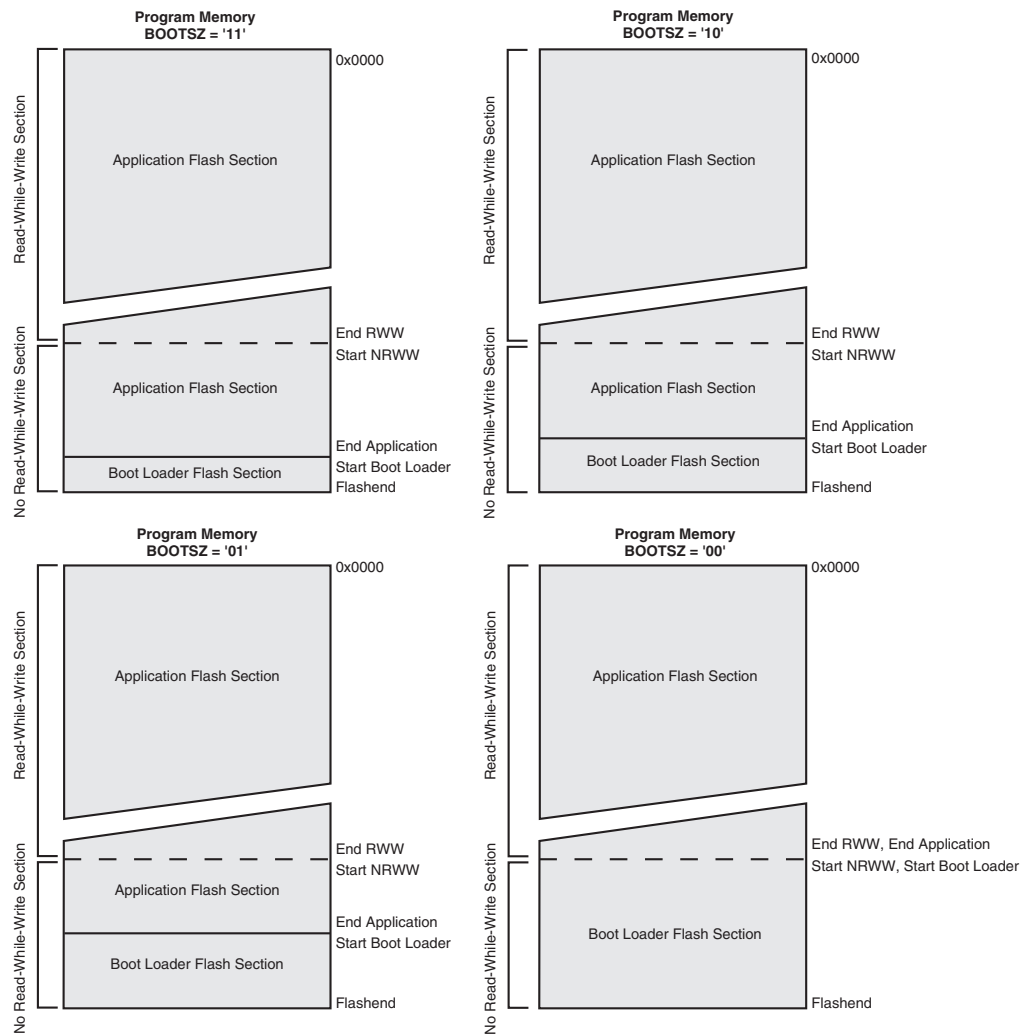 Program Memory
BOOTSZ = '11'
0x0000
Read-While-Write Section
Application Flash Section
End RWW
Start NRWW
No Read-While-Write Section
Application Flash Section
End Application
Start Boot Loader
Boot Loader Flash Section
Flashend
Program Memory
BOOTSZ = '10'
0x0000
Read-While-Write Section
Application Flash Section
End RWW
Start NRWW
No Read-While-Write Section
Application Flash Section
End Application
Start Boot Loader
Boot Loader Flash Section
Flashend
Program Memory
BOOTSZ = '01'
0x0000
Read-While-Write Section
Application Flash Section
End RWW
Start NRWW
No Read-While-Write Section
Application Flash Section
End Application
Start Boot Loader
Boot Loader Flash Section
Flashend
Program Memory
BOOTSZ = '00'
0x0000
Read-While-Write Section
Application Flash Section
End RWW, End Application
Start NRWW, Start Boot Loader
No Read-While-Write Section
Boot Loader Flash Section
Flashend